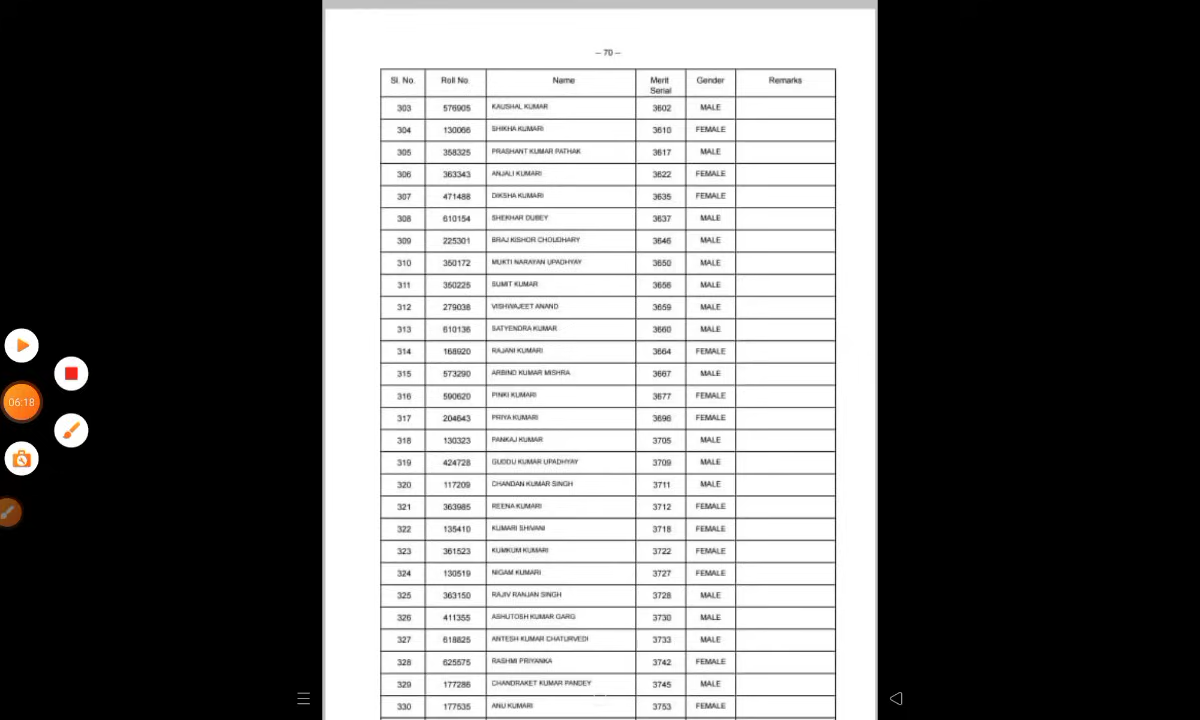 – 70 –
Sl. No. Roll No. Name Merit Serial Gender Remarks
303 576905 KAUSHAL KUMAR 3602 MALE
304 130066 SHIKHA KUMARI 3610 FEMALE
305 358325 PRASHANT KUMAR PATHAK 3617 MALE
306 363343 ANJALI KUMARI 3622 FEMALE
307 471488 DIKSHA KUMARI 3635 FEMALE
308 610154 SHEKHAR DUBEY 3637 MALE
309 225301 BRAJ KISHOR CHOUDHARY 3646 MALE
310 350172 MUKTI NARAYAN UPADHYAY 3650 MALE
311 350225 SUMIT KUMAR 3656 MALE
312 279038 VISHWAJEET ANAND 3659 MALE
313 610136 SATYENDRA KUMAR 3660 MALE
314 168920 RAJANI KUMARI 3664 FEMALE
315 573290 ARBIND KUMAR MISHRA 3667 MALE
316 590620 PINKI KUMARI 3677 FEMALE
317 204643 PRIYA KUMARI 3696 FEMALE
318 130323 PANKAJ KUMAR 3705 MALE
319 424728 GUDDU KUMAR UPADHYAY 3709 MALE
320 117209 CHANDAN KUMAR SINGH 3711 MALE
321 363985 REENA KUMARI 3712 FEMALE
322 135410 KUMARI SHIVANI 3718 FEMALE
323 361523 KUMKUM KUMARI 3722 FEMALE
324 130519 NIGAM KUMARI 3727 FEMALE
325 363150 RAJIV RANJAN SINGH 3728 MALE
326 411355 ASHUTOSH KUMAR GARG 3730 MALE
327 618825 ANTESH KUMAR CHATURVEDI 3733 MALE
328 625575 RASHMI PRIYANKA 3742 FEMALE
329 177286 CHANDRAKET KUMAR PANDEY 3745 MALE
330 177535 ANU KUMARI 3753 FEMALE
06:18